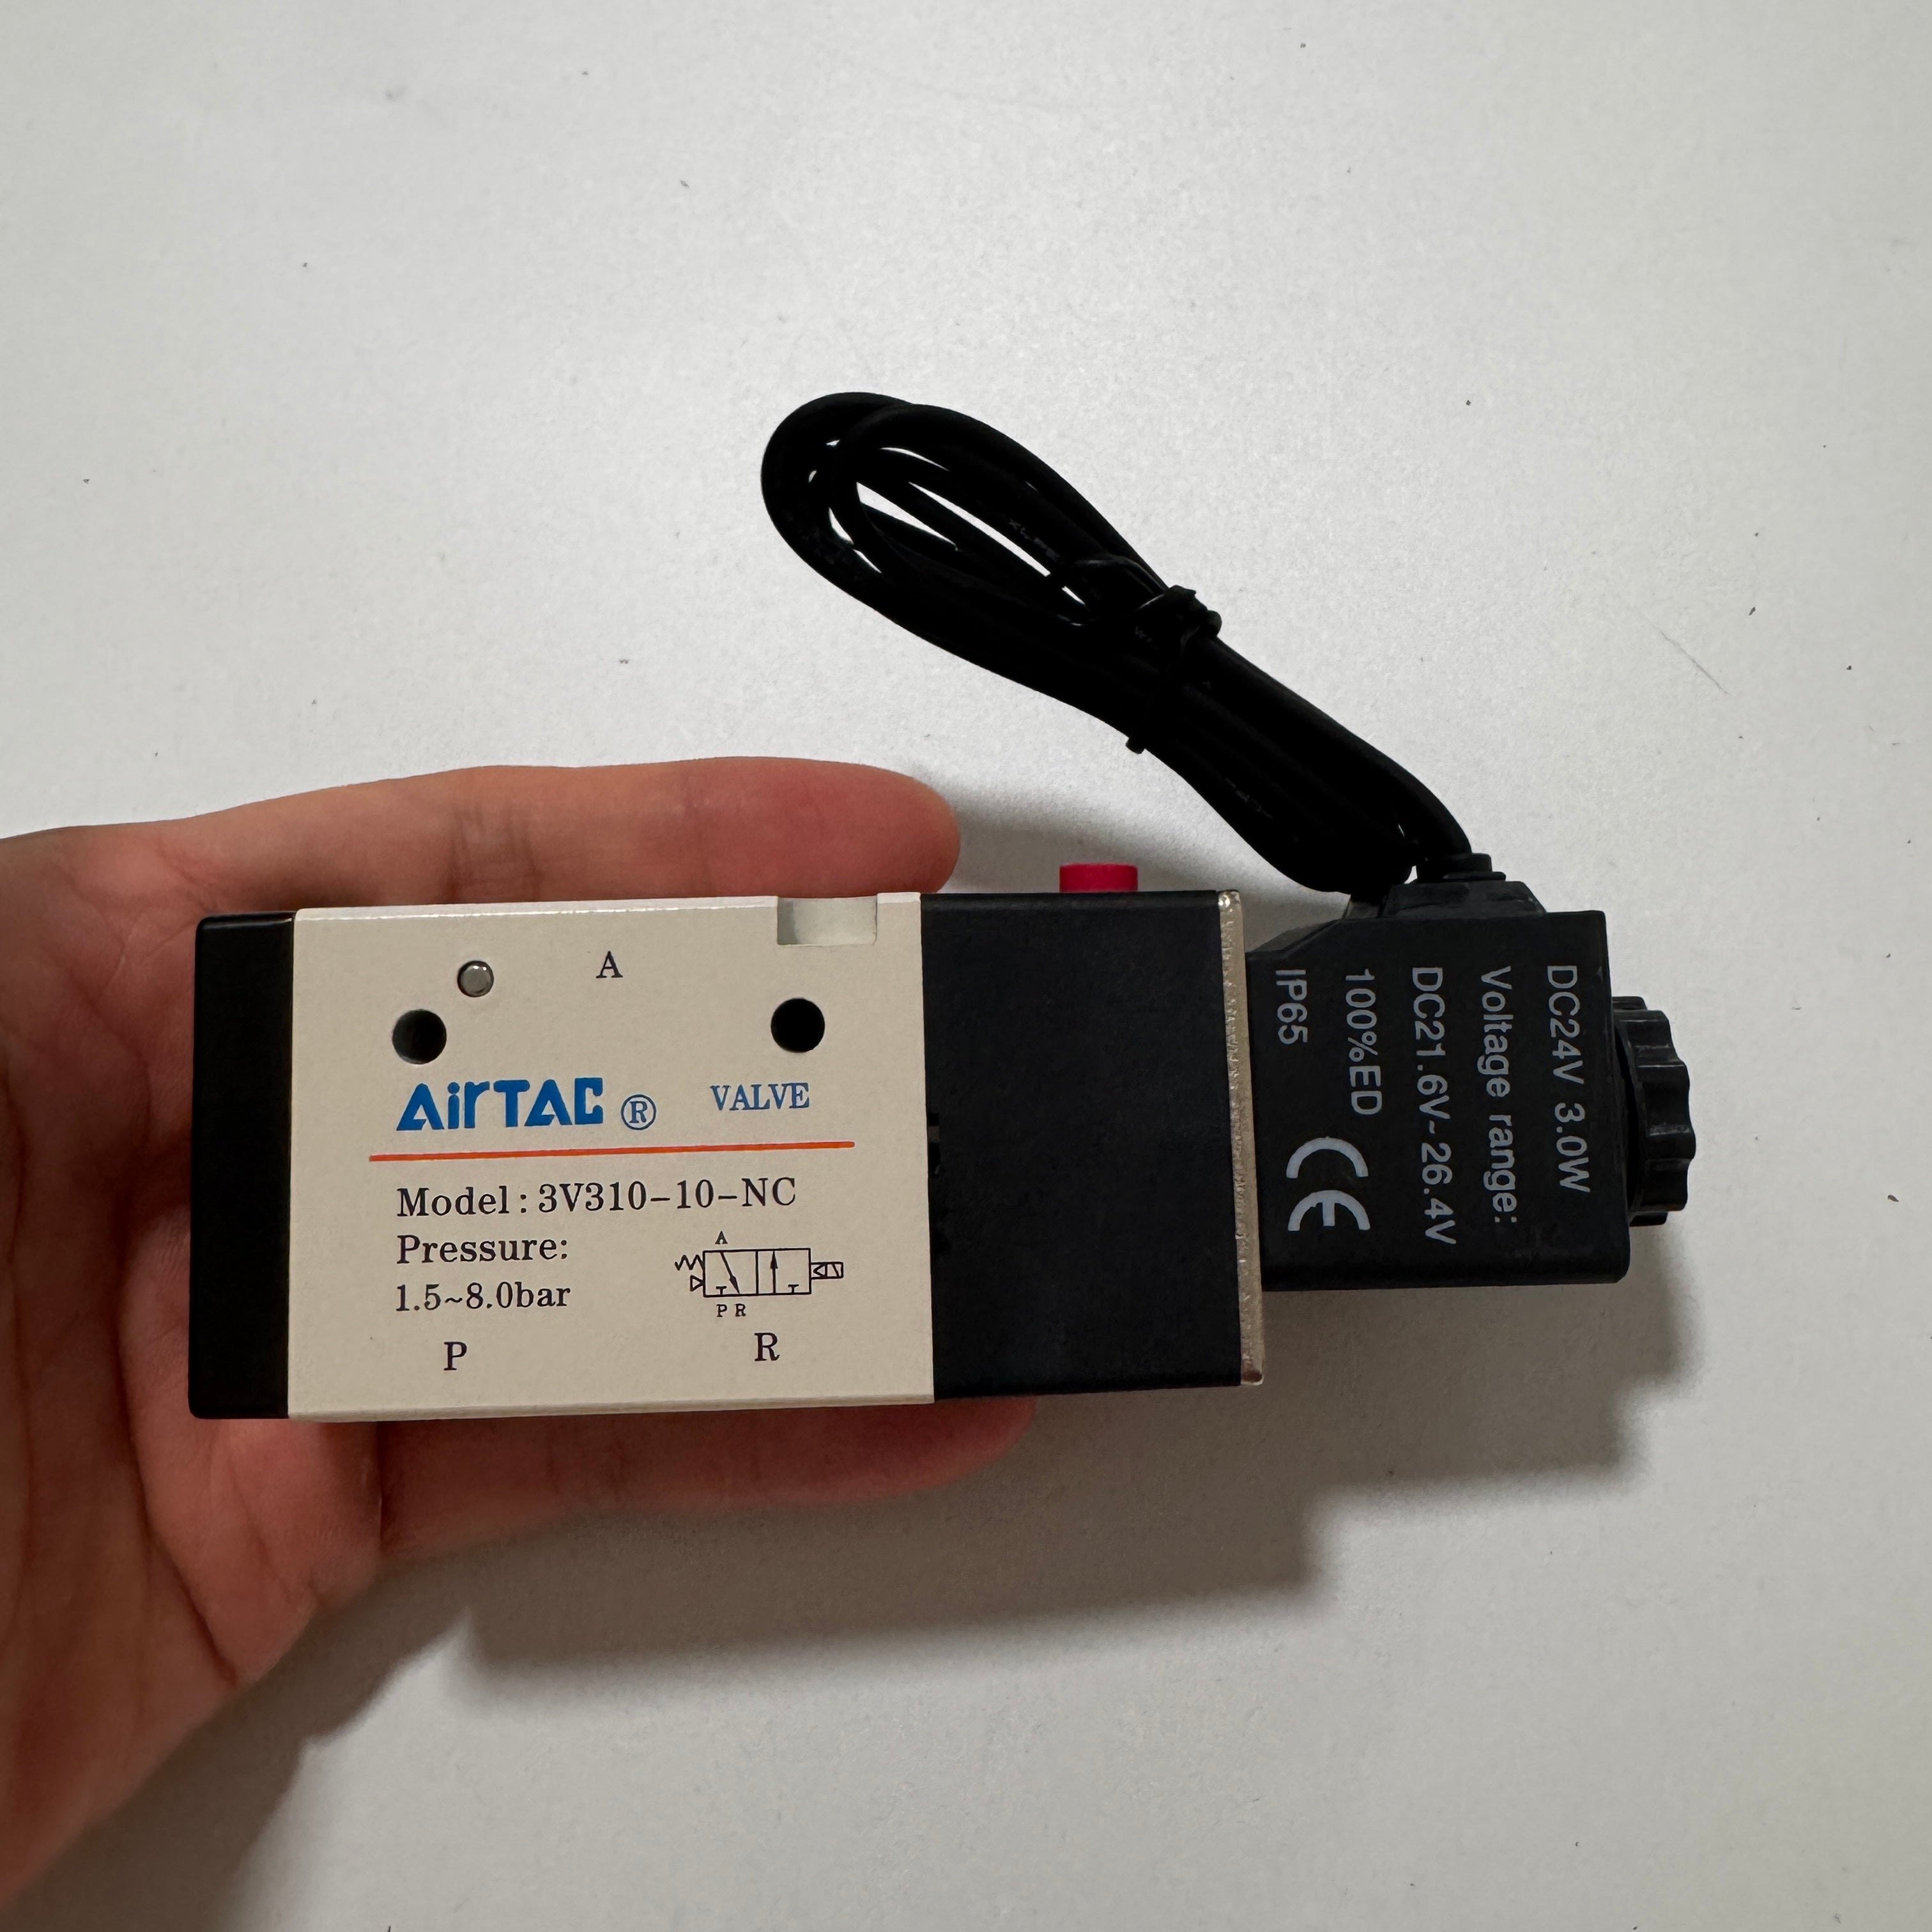 A
AirTAC ® VALVE
Model: 3V310-10-NC
Pressure:
1.5~8.0bar
A
P R
P
R
DC24V 3.0W
Voltage range:
DC21.6V~26.4V
100%ED
IP65
CE